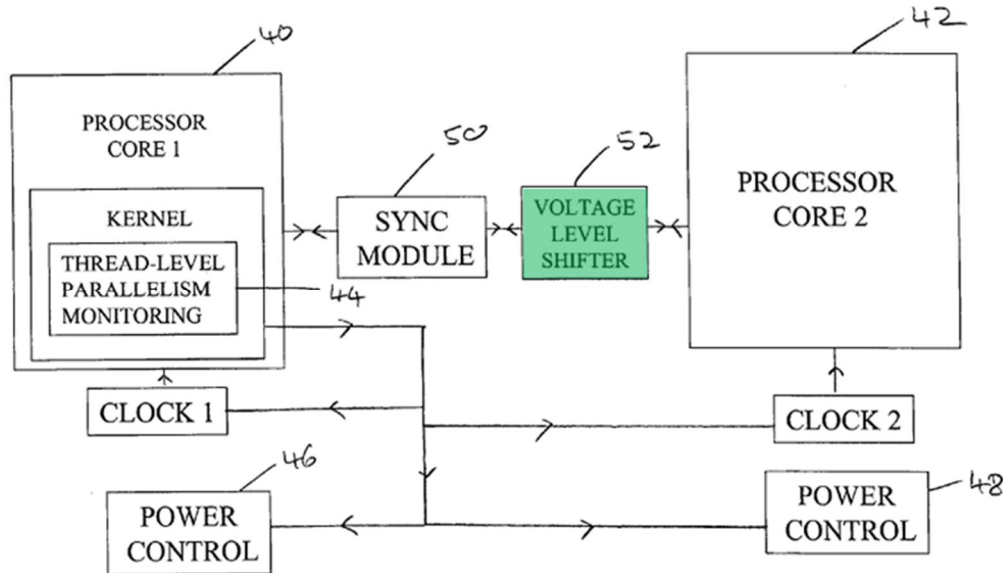 40
42
PROCESSOR
CORE 1
50
52
KERNEL
SYNC
MODULE
VOLTAGE
LEVEL
SHIFTER
PROCESSOR
CORE 2
THREAD-LEVEL
PARALLELISM
MONITORING
44
CLOCK 1
CLOCK 2
46
48
POWER
CONTROL
POWER
CONTROL